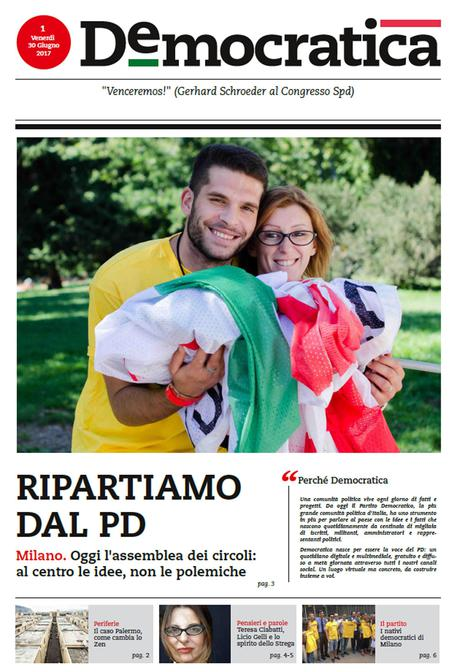 1
Venerdì
30 Giugno
2017
Democratica
"Venceremos!" (Gerhard Schroeder al Congresso Spd)
RIPARTIAMO
DAL PD
Milano. Oggi l'assemblea dei circoli:
al centro le idee, non le polemiche
pag. 3
“ Perché Democratica
Una comunità politica vive ogni giorno di fatti e
progetti. Da oggi il Partito Democratico, la più
grande comunità politica d'Italia, ha uno strumento
in più per parlare al paese con le idee e i fatti che
nascono quotidianamente da centinaia di migliaia
di iscritti, militanti, amministratori e rappre-
sentanti politici.
Democratica nasce per essere la voce del PD: un
quotidiano digitale e multimediale, gratuito e diffu-
so a metà giornata attraverso tutti i nostri canali
social. Un luogo virtuale ma concreto, da costruire
insieme a voi.
Periferie
Il caso Palermo,
come cambia lo
Zen
pag. 2
Pensieri e parole
Teresa Ciabatti,
Licio Gelli e lo
spirito dello Strega
pag. 4-5
Il partito
I nativi
democratici di
Milano
pag. 6